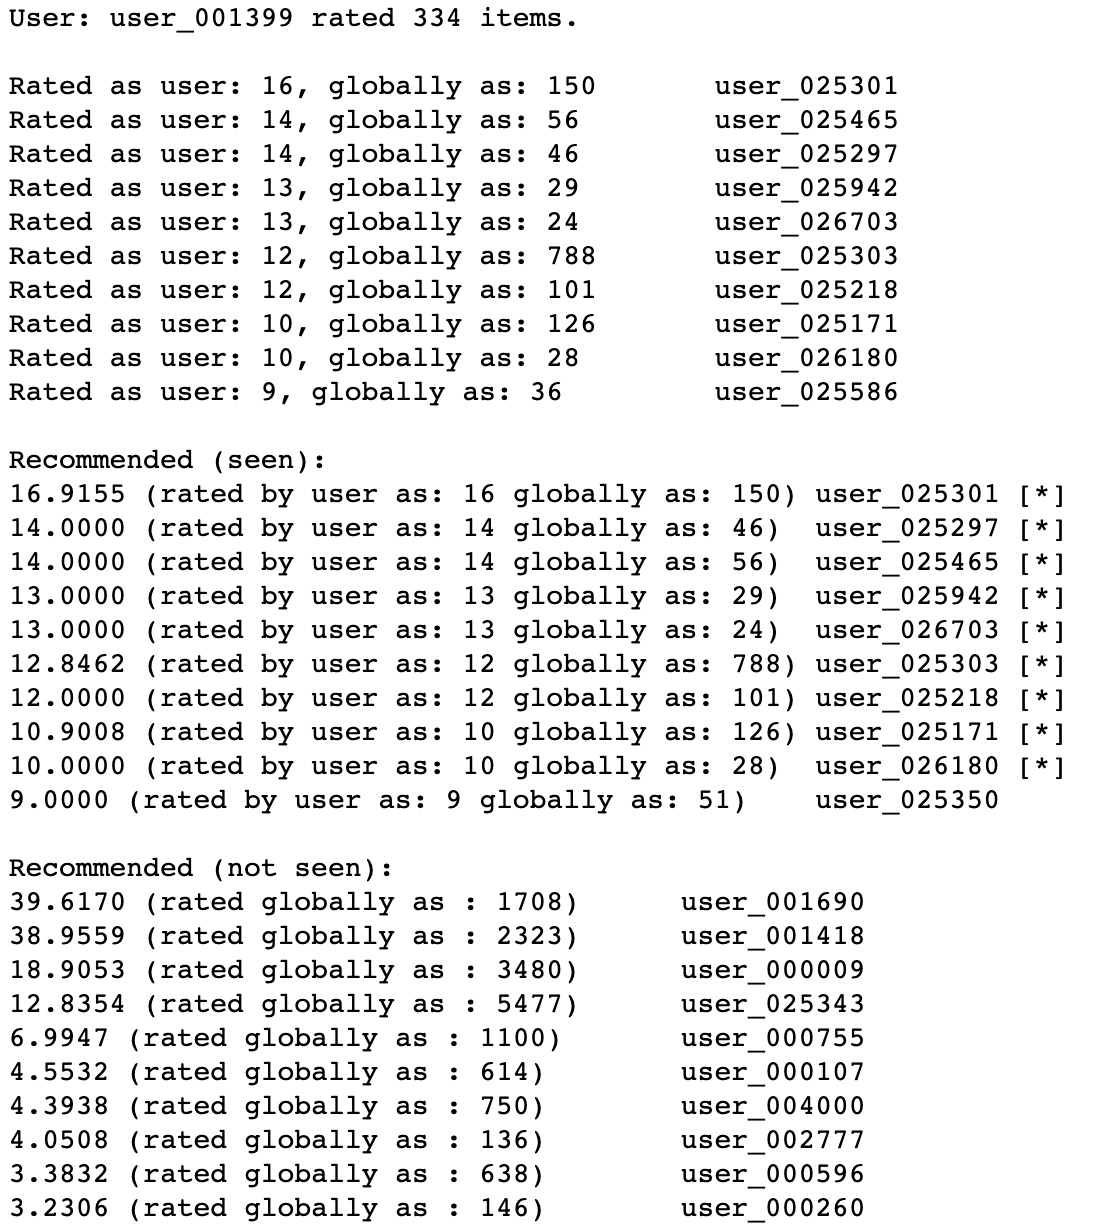 User: user_001399 rated 334 items.
Rated as user: 16, globally as: 150 user_025301
Rated as user: 14, globally as: 56 user_025465
Rated as user: 14, globally as: 46 user_025297
Rated as user: 13, globally as: 29 user_025942
Rated as user: 13, globally as: 24 user_026703
Rated as user: 12, globally as: 788 user_025303
Rated as user: 12, globally as: 101 user_025218
Rated as user: 10, globally as: 126 user_025171
Rated as user: 10, globally as: 28 user_026180
Rated as user: 9, globally as: 36 user_025586
Recommended (seen):
16.9155 (rated by user as: 16 globally as: 150) user_025301 [*]
14.0000 (rated by user as: 14 globally as: 46) user_025297 [*]
14.0000 (rated by user as: 14 globally as: 56) user_025465 [*]
13.0000 (rated by user as: 13 globally as: 29) user_025942 [*]
13.0000 (rated by user as: 13 globally as: 24) user_026703 [*]
12.8462 (rated by user as: 12 globally as: 788) user_025303 [*]
12.0000 (rated by user as: 12 globally as: 101) user_025218 [*]
10.9008 (rated by user as: 10 globally as: 126) user_025171 [*]
10.0000 (rated by user as: 10 globally as: 28) user_026180 [*]
9.0000 (rated by user as: 9 globally as: 51) user_025350
Recommended (not seen):
39.6170 (rated globally as : 1708) user_001690
38.9559 (rated globally as : 2323) user_001418
18.9053 (rated globally as : 3480) user_000009
12.8354 (rated globally as : 5477) user_025343
6.9947 (rated globally as : 1100) user_000755
4.5532 (rated globally as : 614) user_000107
4.3938 (rated globally as : 750) user_004000
4.0508 (rated globally as : 136) user_002777
3.3832 (rated globally as : 638) user_000596
3.2306 (rated globally as : 146) user_000260